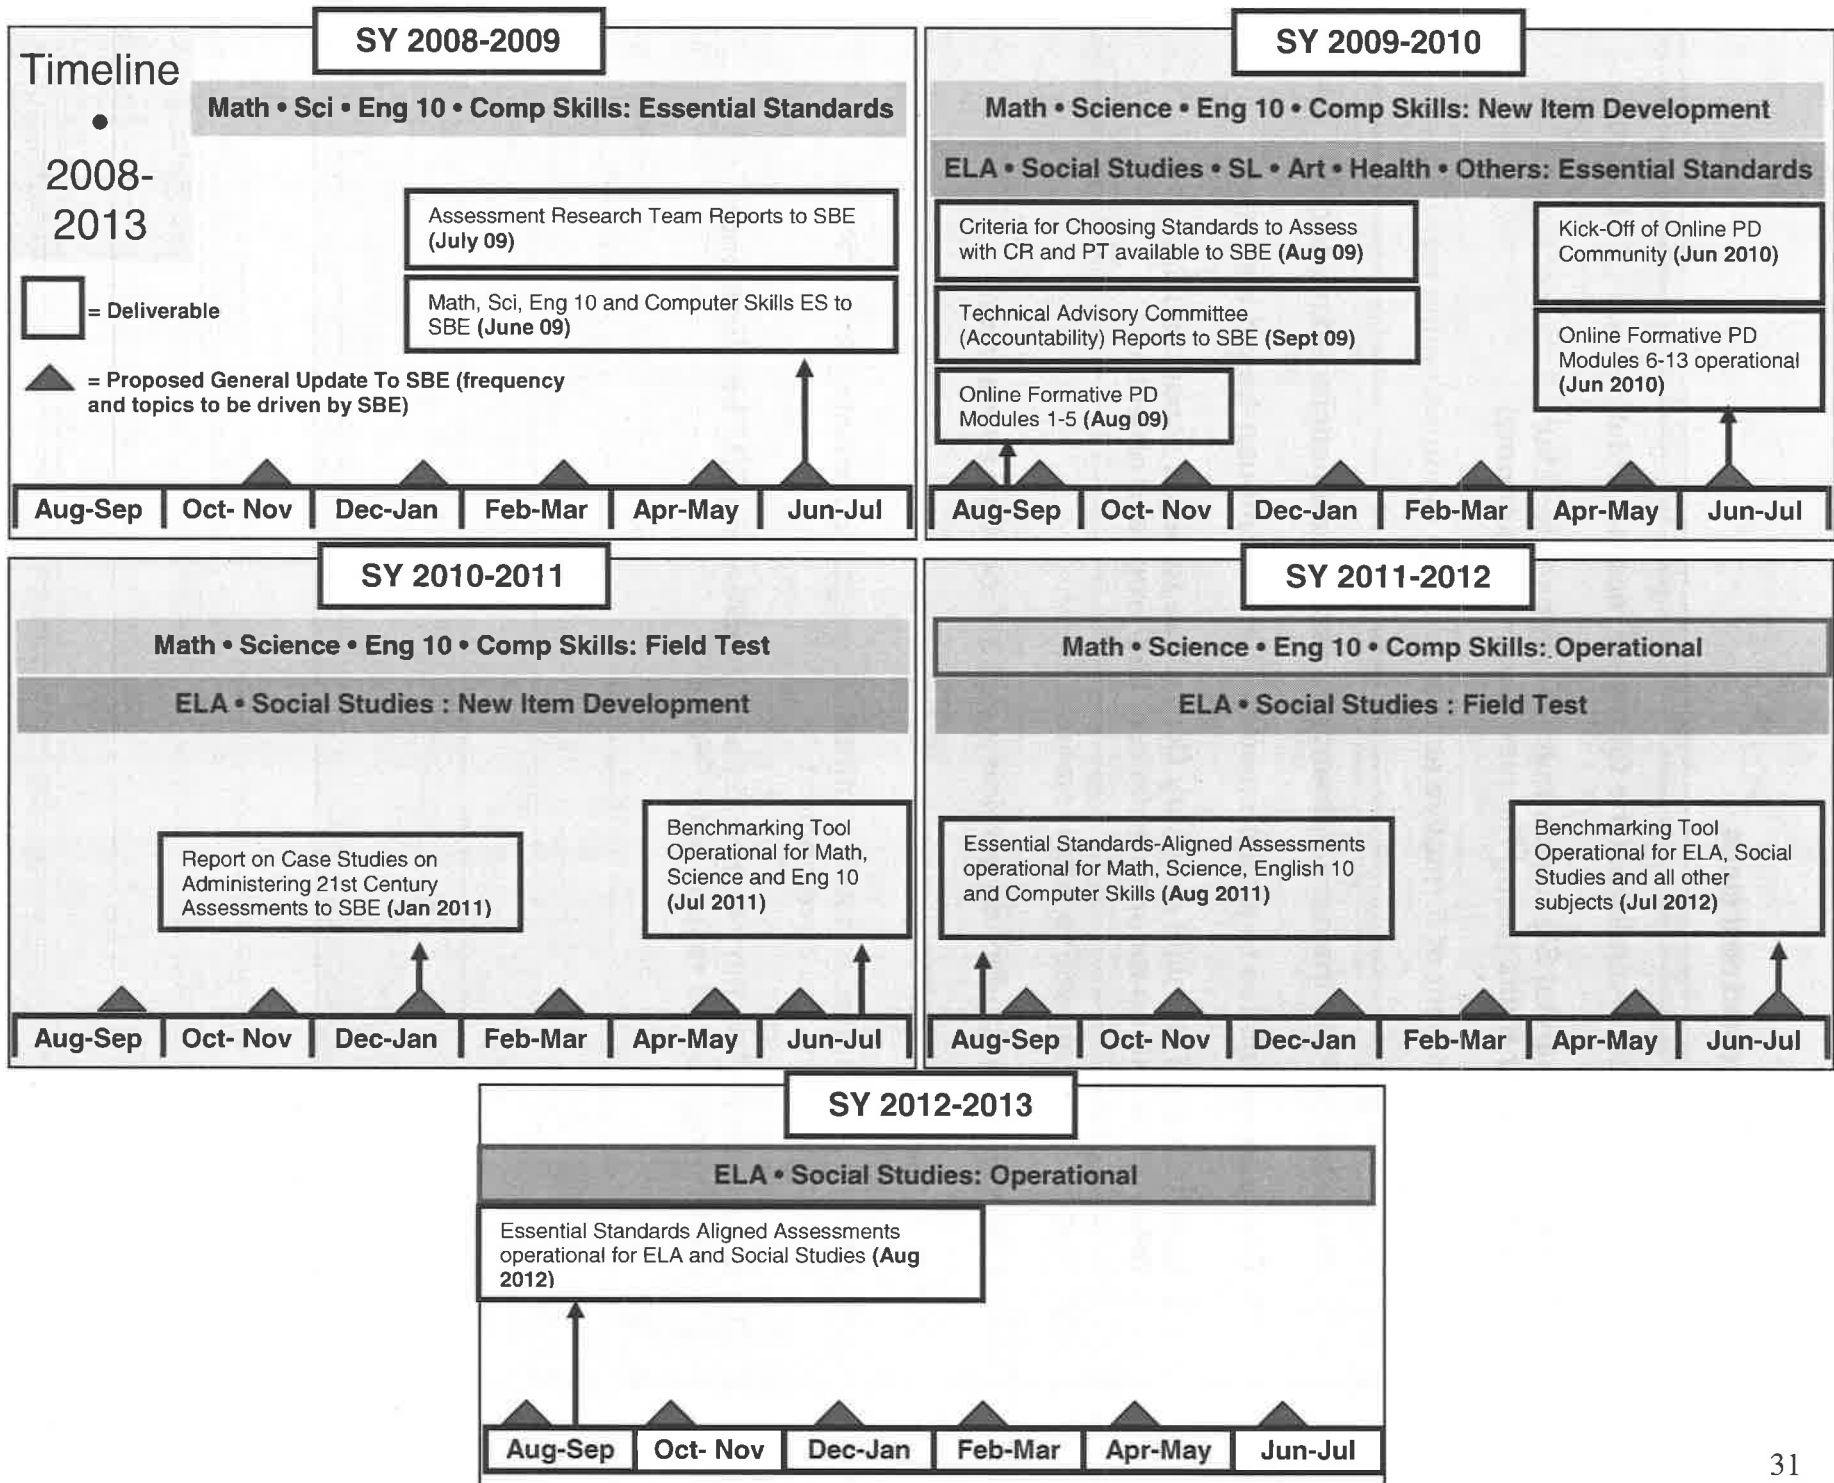 Timeline
•
2008-
2013
= Deliverable
= Proposed General Update To SBE (frequency
and topics to be driven by SBE)
SY 2008-2009
Math • Sci • Eng 10 • Comp Skills: Essential Standards
Assessment Research Team Reports to SBE
(July 09)
Math, Sci, Eng 10 and Computer Skills ES to
SBE (June 09)
Aug-Sep Oct- Nov Dec-Jan Feb-Mar Apr-May Jun-Jul
SY 2009-2010
Math • Science • Eng 10 • Comp Skills: New Item Development
ELA • Social Studies • SL • Art • Health • Others: Essential Standards
Criteria for Choosing Standards to Assess
with CR and PT available to SBE (Aug 09)
Technical Advisory Committee
(Accountability) Reports to SBE (Sept 09)
Online Formative PD
Modules 1-5 (Aug 09)
Kick-Off of Online PD
Community (Jun 2010)
Online Formative PD
Modules 6-13 operational
(Jun 2010)
Aug-Sep Oct- Nov Dec-Jan Feb-Mar Apr-May Jun-Jul
SY 2010-2011
Math • Science • Eng 10 • Comp Skills: Field Test
ELA • Social Studies : New Item Development
Report on Case Studies on
Administering 21st Century
Assessments to SBE (Jan 2011)
Benchmarking Tool
Operational for Math,
Science and Eng 10
(Jul 2011)
Aug-Sep Oct- Nov Dec-Jan Feb-Mar Apr-May Jun-Jul
SY 2011-2012
Math • Science • Eng 10 • Comp Skills: Operational
ELA • Social Studies : Field Test
Essential Standards-Aligned Assessments
operational for Math, Science, English 10
and Computer Skills (Aug 2011)
Benchmarking Tool
Operational for ELA, Social
Studies and all other
subjects (Jul 2012)
Aug-Sep Oct- Nov Dec-Jan Feb-Mar Apr-May Jun-Jul
SY 2012-2013
ELA • Social Studies: Operational
Essential Standards Aligned Assessments
operational for ELA and Social Studies (Aug
2012)
Aug-Sep Oct- Nov Dec-Jan Feb-Mar Apr-May Jun-Jul
31